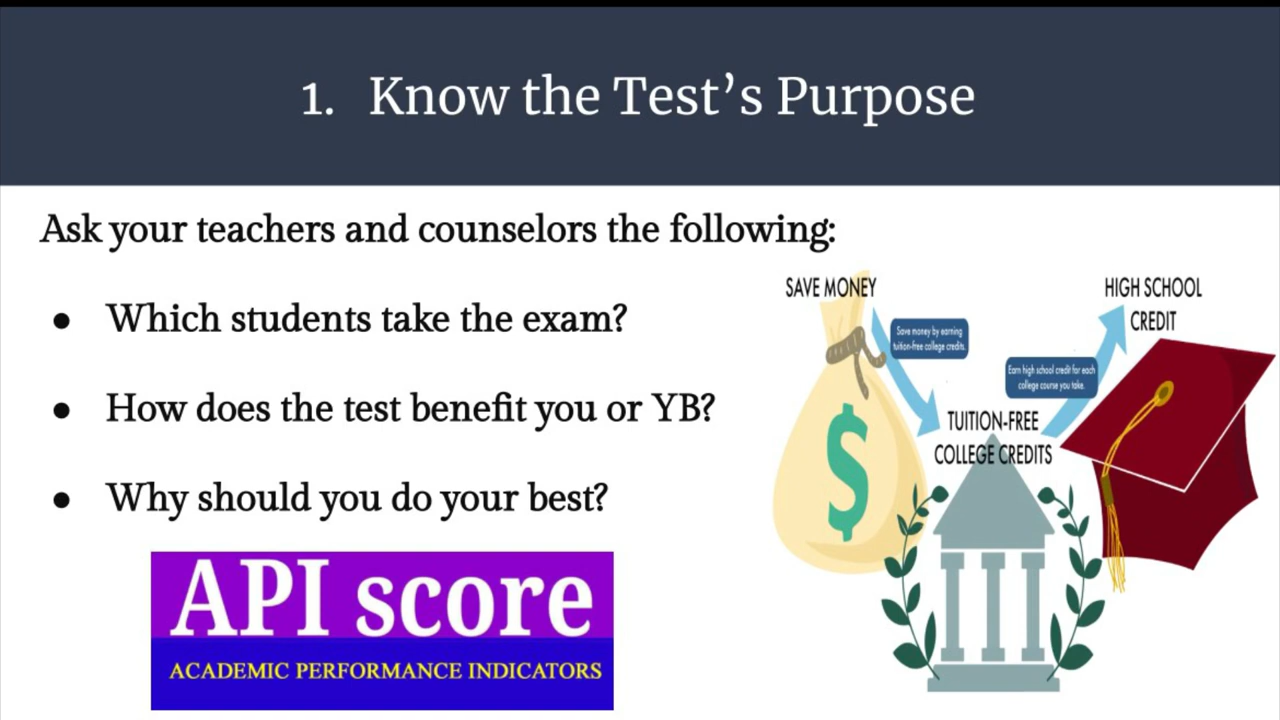 1. Know the Test's Purpose
Ask your teachers and counselors the following:
● Which students take the exam?
● How does the test benefit you or YB?
● Why should you do your best?
API score
ACADEMIC PERFORMANCE INDICATORS
SAVE MONEY
Save money by earning
tuition-free college credits.
HIGH SCHOOL
CREDIT
Earn high school credit for each
college course you take.
TUITION-FREE
COLLEGE CREDITS
$